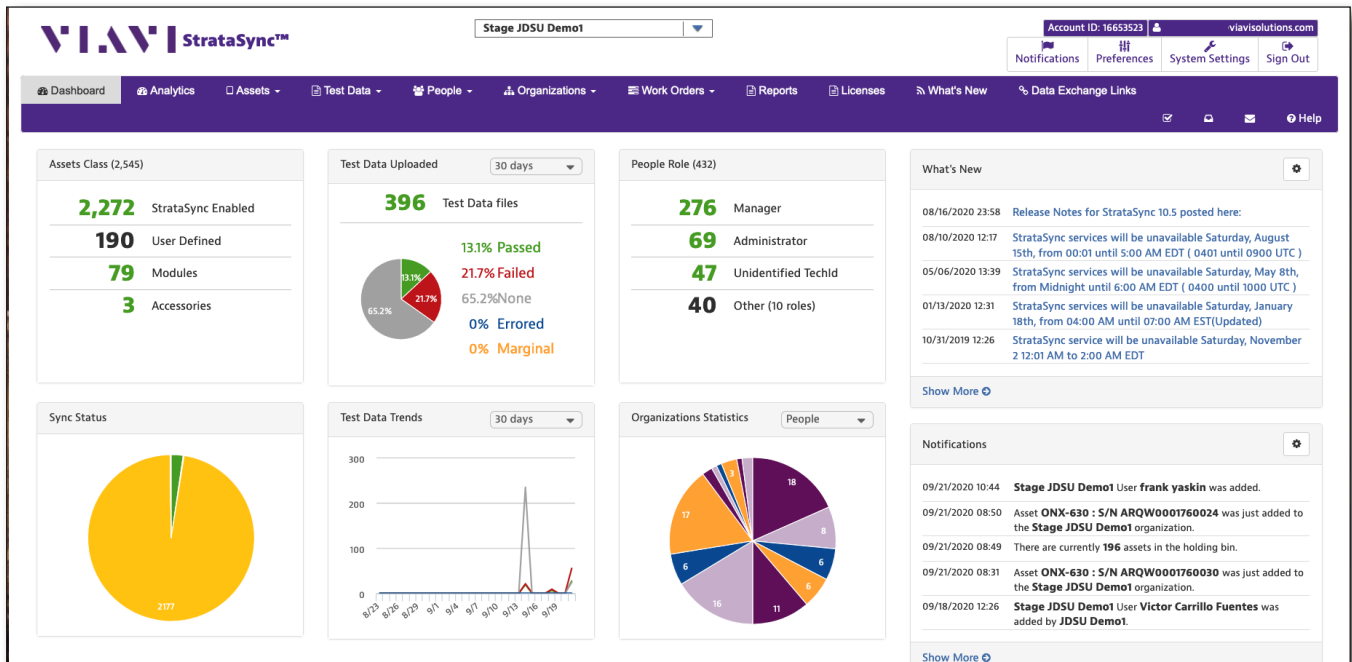 VIAVI StrataSync™
Stage JDSU Demo1
Account ID: 16653523 viavisolutions.com
Notifications Preferences System Settings Sign Out
Dashboard Analytics Assets Test Data People Organizations Work Orders Reports Licenses What's New Data Exchange Links
Help
Assets Class (2,545)
2,272 StrataSync Enabled
190 User Defined
79 Modules
3 Accessories
Test Data Uploaded 30 days
396 Test Data files
13.1% Passed
21.7% Failed
65.2%None
0% Errored
0% Marginal
13.1%
21.7%
65.2%
People Role (432)
276 Manager
69 Administrator
47 Unidentified TechId
40 Other (10 roles)
What's New
08/16/2020 23:58 Release Notes for StrataSync 10.5 posted here:
08/10/2020 12:17 StrataSync services will be unavailable Saturday, August
15th, from 00:01 until 5:00 AM EDT ( 0401 until 0900 UTC )
05/06/2020 13:39 StrataSync services will be unavailable Saturday, May 8th,
from Midnight until 6:00 AM EDT ( 0400 until 1000 UTC )
01/13/2020 12:31 StrataSync services will be unavailable Saturday, January
18th, from 04:00 AM until 07:00 AM EST(Updated)
10/31/2019 12:26 StrataSync service will be unavailable Saturday, November
2 12:01 AM to 2:00 AM EDT
Show More
Sync Status
2177
Test Data Trends 30 days
300
200
100
0
8/23 8/26 8/29 9/1 9/4 9/7 9/10 9/13 9/16 9/19
Organizations Statistics People
18
8
6
6
11
16
6
17
3
Notifications
09/21/2020 10:44 Stage JDSU Demo1 User frank yaskin was added.
09/21/2020 08:50 Asset ONX-630 : S/N ARQW0001760024 was just added to
the Stage JDSU Demo1 organization.
09/21/2020 08:49 There are currently 196 assets in the holding bin.
09/21/2020 08:31 Asset ONX-630 : S/N ARQW0001760030 was just added to
the Stage JDSU Demo1 organization.
09/18/2020 12:26 Stage JDSU Demo1 User Victor Carrillo Fuentes was
added by JDSU Demo1.
Show More